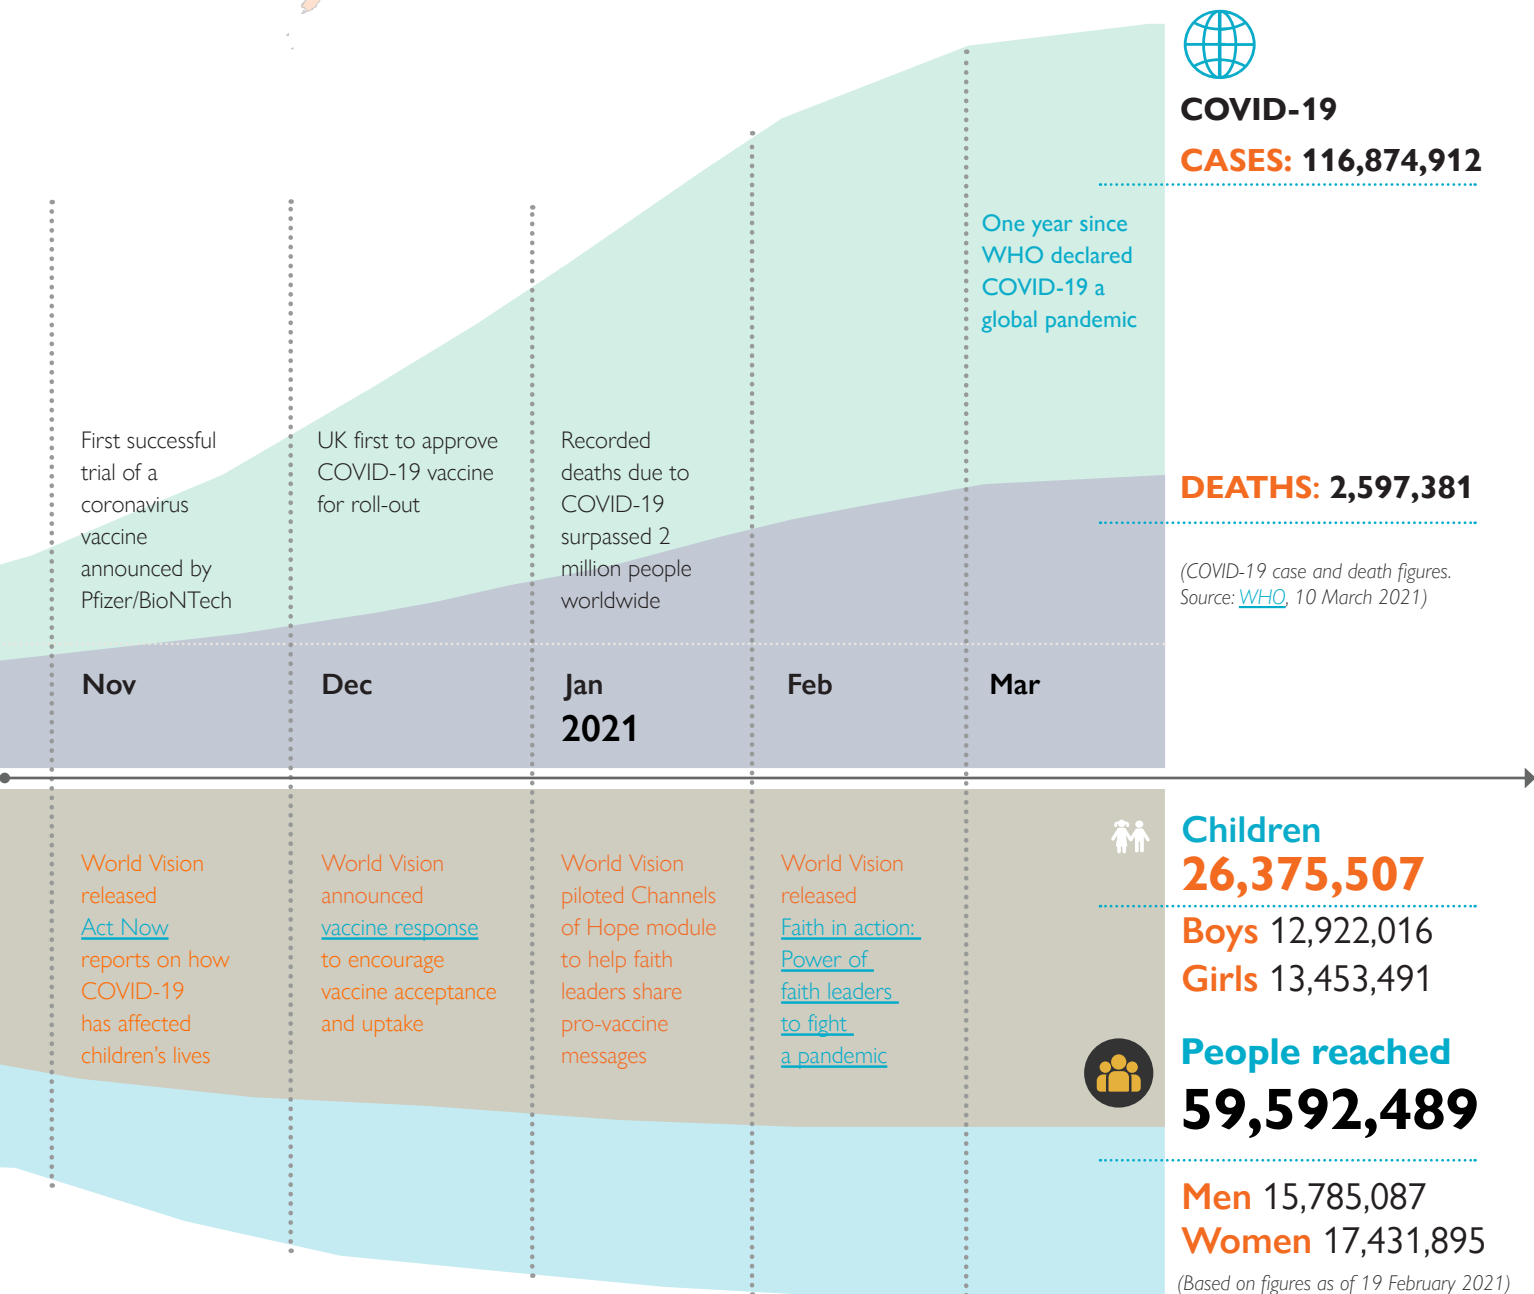 COVID-19
CASES: 116,874,912
One year since
WHO declared
COVID-19 a
global pandemic
First successful
trial of a
coronavirus
vaccine
announced by
Pfizer/BioNTech
UK first to approve
COVID-19 vaccine
for roll-out
Recorded
deaths due to
COVID-19
surpassed 2
million people
worldwide
DEATHS: 2,597,381
(COVID-19 case and death figures.
Source: WHO, 10 March 2021)
Nov
Dec
Jan
2021
Feb
Mar
World Vision
released
Act Now
reports on how
COVID-19
has affected
children’s lives
World Vision
announced
vaccine response
to encourage
vaccine acceptance
and uptake
World Vision
piloted Channels
of Hope module
to help faith
leaders share
pro-vaccine
messages
World Vision
released
Faith in action:
Power of
faith leaders
to fight
a pandemic
Children
26,375,507
Boys 12,922,016
Girls 13,453,491
People reached
59,592,489
Men 15,785,087
Women 17,431,895
(Based on figures as of 19 February 2021)